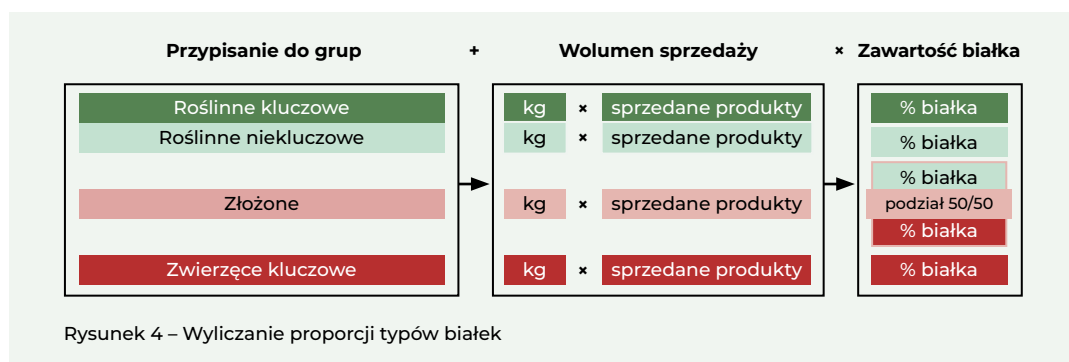 Przypisanie do grup + Wolumen sprzedaży × Zawartość białka
Roślinne kluczowe kg × sprzedane produkty % białka
Roślinne niekluczowe kg × sprzedane produkty % białka
% białka
Złożone kg × sprzedane produkty podział 50/50
% białka
Zwierzęce kluczowe kg × sprzedane produkty % białka
Rysunek 4 – Wyliczanie proporcji typów białek